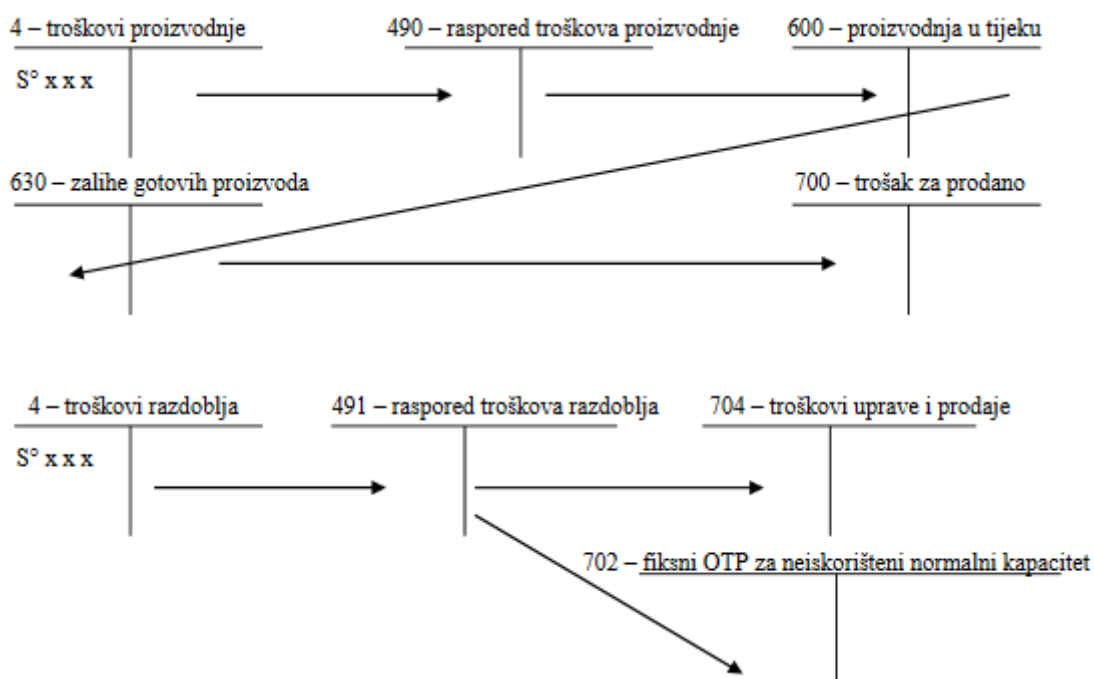 4 – troškovi proizvodnje
490 – raspored troškova proizvodnje
600 – proizvodnja u tijeku
S° x x x
630 – zalihe gotovih proizvoda
700 – trošak za prodano
4 – troškovi razdoblja
491 – raspored troškova razdoblja
704 – troškovi uprave i prodaje
S° x x x
702 – fiksni OTP za neiskorišteni normalni kapacitet